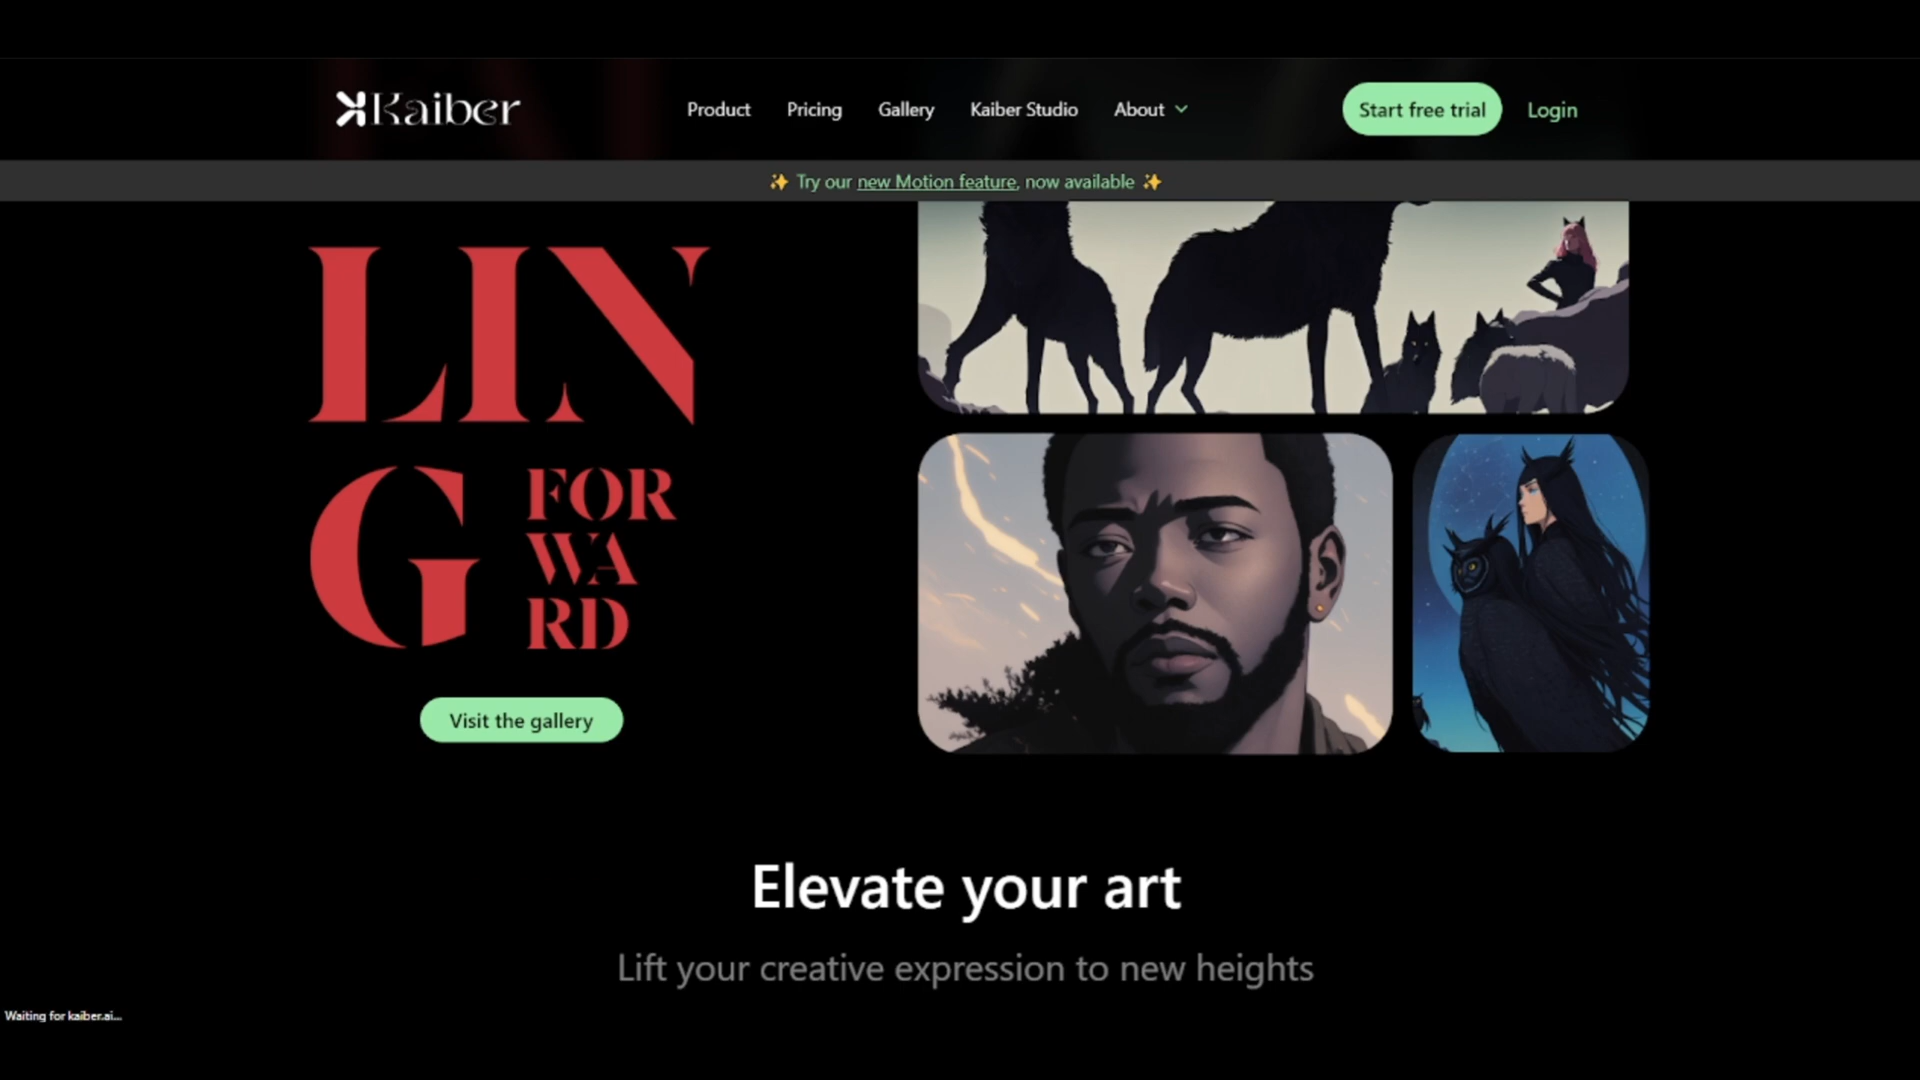 Kaiber
Product Pricing Gallery Kaiber Studio About
Start free trial Login
✨ Try our new Motion feature, now available ✨
LIN
G FOR
WA
RD
Visit the gallery
Elevate your art
Lift your creative expression to new heights
Waiting for kaiber.ai...